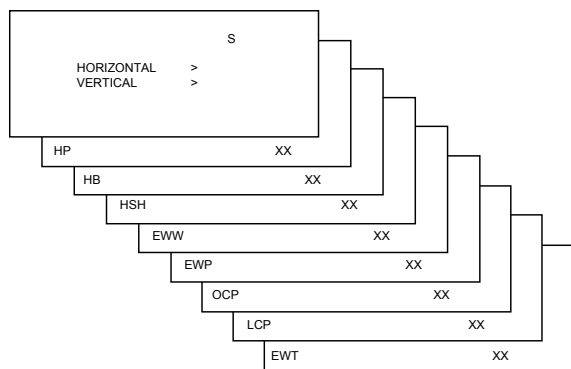 S
HORIZONTAL >
VERTICAL >
HP XX
HB XX
HSH XX
EWW XX
EWP XX
OCP XX
LCP XX
EWT XX